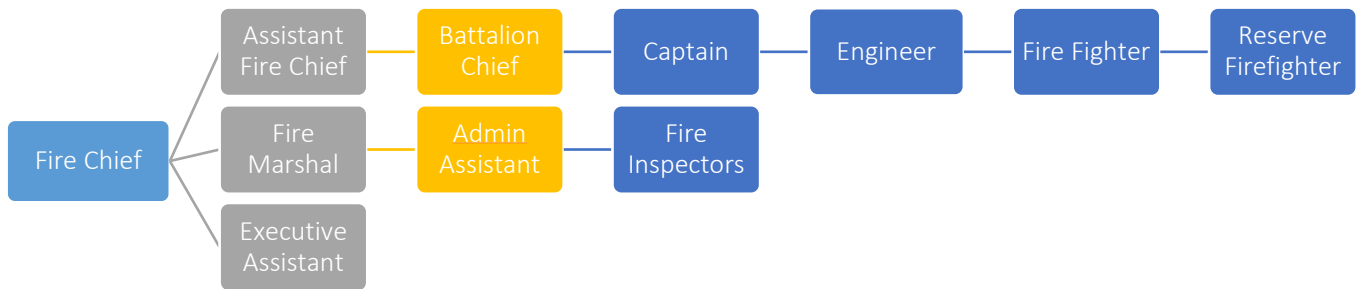 Assistant
Fire Chief
Battalion
Chief
Captain
Engineer
Fire Fighter
Reserve
Firefighter
Fire Chief
Fire
Marshal
Admin
Assistant
Fire
Inspectors
Executive
Assistant